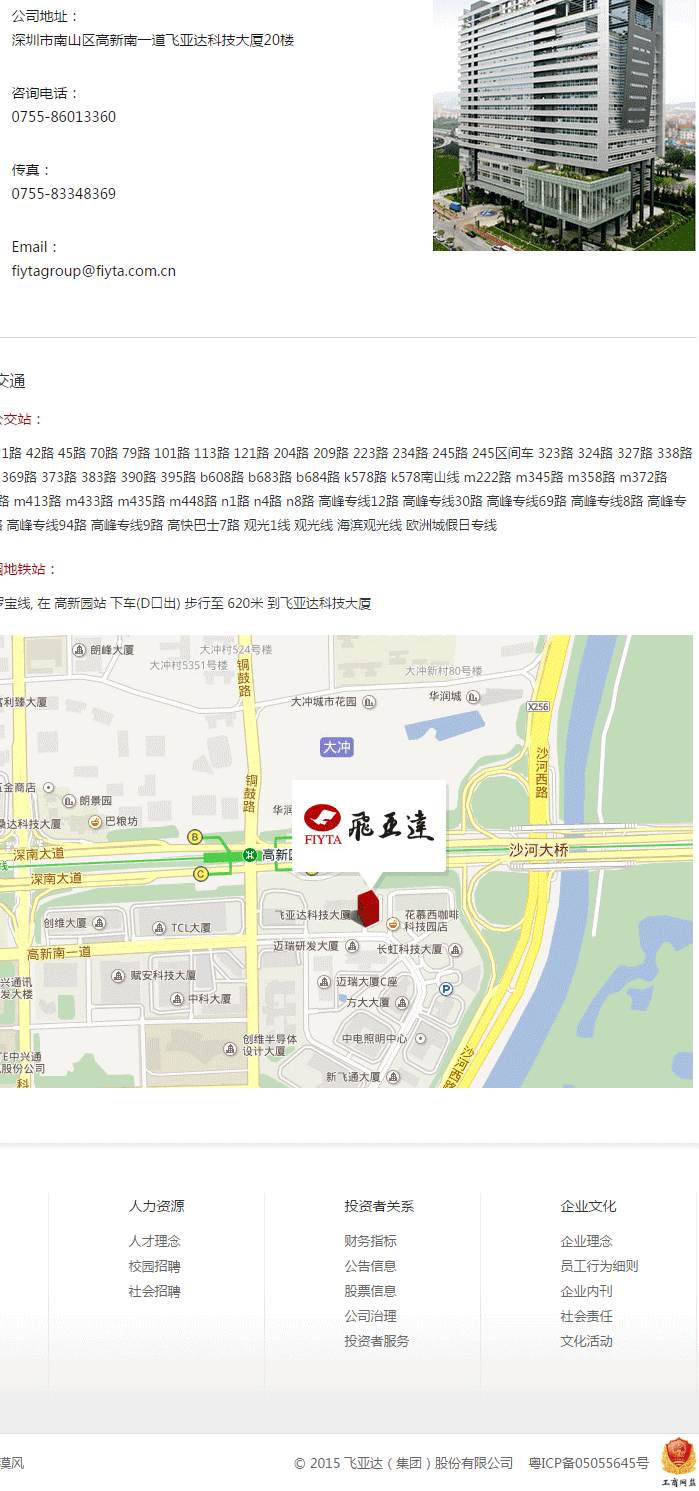 公司地址：
深圳市南山区高新南一道飞亚达科技大厦20楼
咨询电话：
0755-86013360
传真：
0755-83348369
Email：
fiytagroup@fiyta.com.cn
交通
公交站：
1路 42路 45路 70路 79路 101路 113路 121路 204路 209路 223路 234路 245路 245区间车 323路 324路 327路 338路
369路 373路 383路 390路 395路 b608路 b683路 b684路 k578路 k578南山线 m222路 m345路 m358路 m372
路 m413路 m433路 m435路 m448路 n1路 n4路 n8路 高峰专线12路 高峰专线30路 高峰专线69路 高峰专线8路 高峰专
高峰专线94路 高峰专线9路 高快巴士7路 观光1线 观光线 海滨观光线 欧洲城假日专线
地铁站：
罗宝线, 在 高新园站 下车(D口出) 步行至 620米 到飞亚达科技大厦
朗峰大厦
大冲村524号楼
大冲村5351号楼
铜鼓路
大冲新村80号楼
富利臻大厦
大冲城市花园
华润城
X256
大冲
沙河西路
五金商店
铜鼓路
朗景园
华润
桑达科技大厦
巴粮坊
飞亚达
FIYTA
B
深南大道
高新园
沙河大桥
线
C
深南大道
飞亚达科技大厦
花慕西咖啡
科技园店
创维大厦
TCL大厦
迈瑞研发大厦
长虹科技大厦
高新南一道
赋安科技大厦
中兴通讯
研发大楼
迈瑞大厦C座
P
中科大厦
方大大厦
创维半导体
设计大厦
中电照明中心
TE中兴通
股份公司
沙河西路
新飞通大厦
科
人力资源
人才理念
校园招聘
社会招聘
投资者关系
财务指标
公告信息
股票信息
公司治理
投资者服务
企业文化
企业理念
员工行为细则
企业内刊
社会责任
文化活动
漠风
© 2015 飞亚达（集团）股份有限公司 粤ICP备05055645号
工商网监